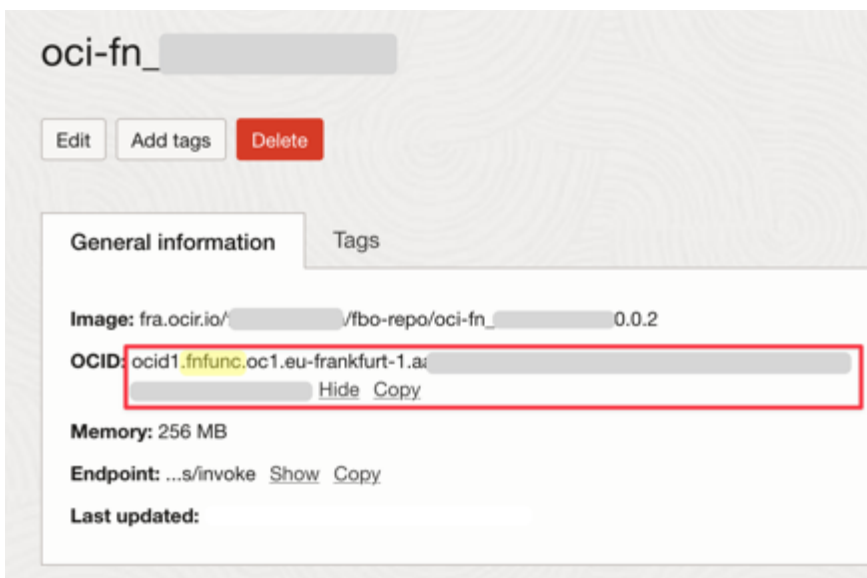 oci-fn_
Edit Add tags Delete
General information Tags
Image: fra.ocir.io/ /fbo-repo/oci-fn_ 0.0.2
OCID: ocid1.fnfunc.oc1.eu-frankfurt-1.aa
Hide Copy
Memory: 256 MB
Endpoint: ...s/invoke Show Copy
Last updated: